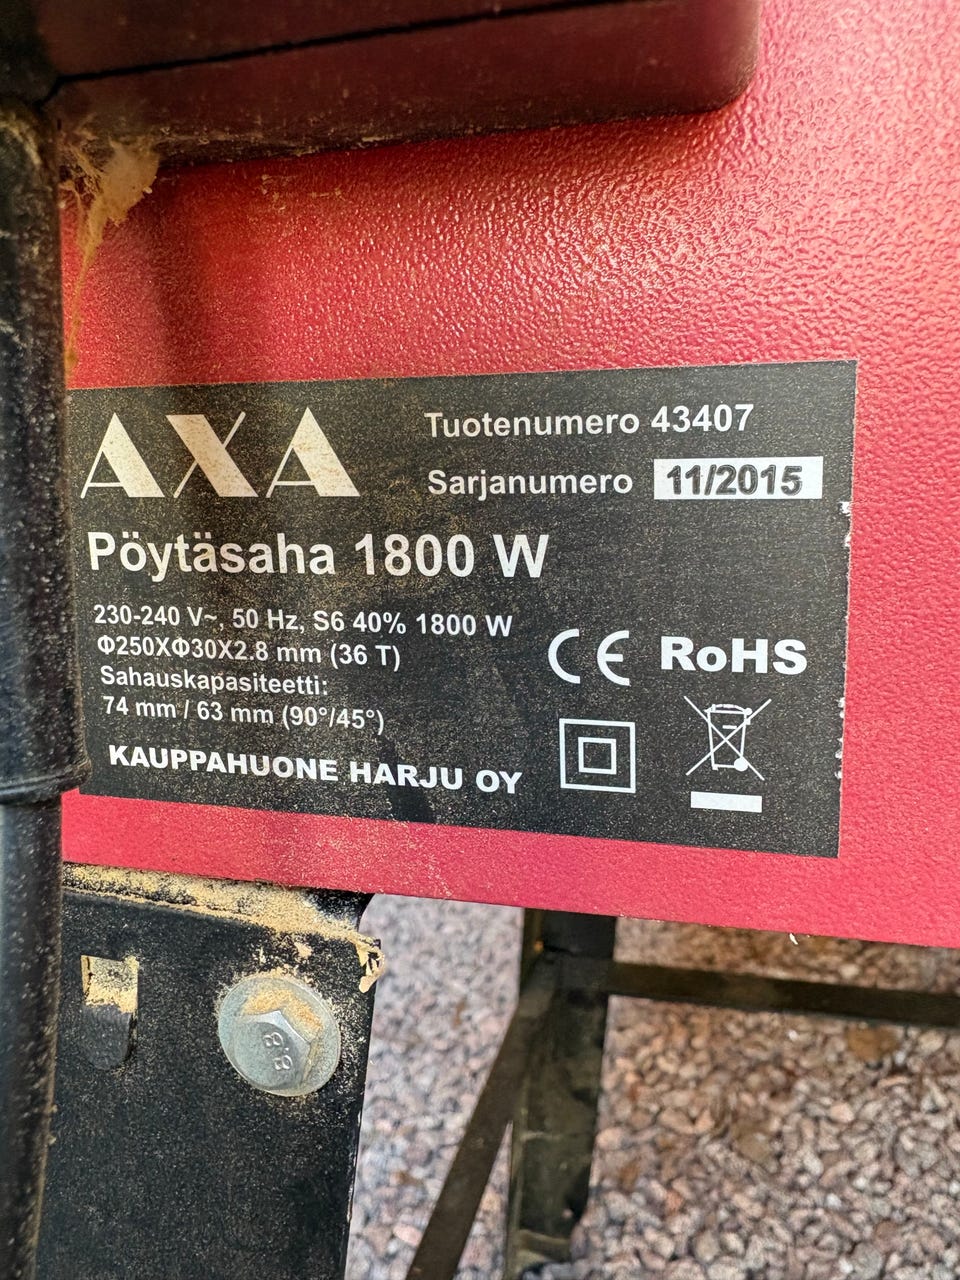 AXA
Tuotenumero 43407
Sarjanumero 11/2015
Pöytäsaha 1800 W
230-240 V~, 50 Hz, S6 40% 1800 W
Φ250XΦ30X2.8 mm (36 T)
Sahauskapasiteetti:
74 mm / 63 mm (90°/45°)
CE RoHS
KAUPPAHUONE HARJU OY
8.8